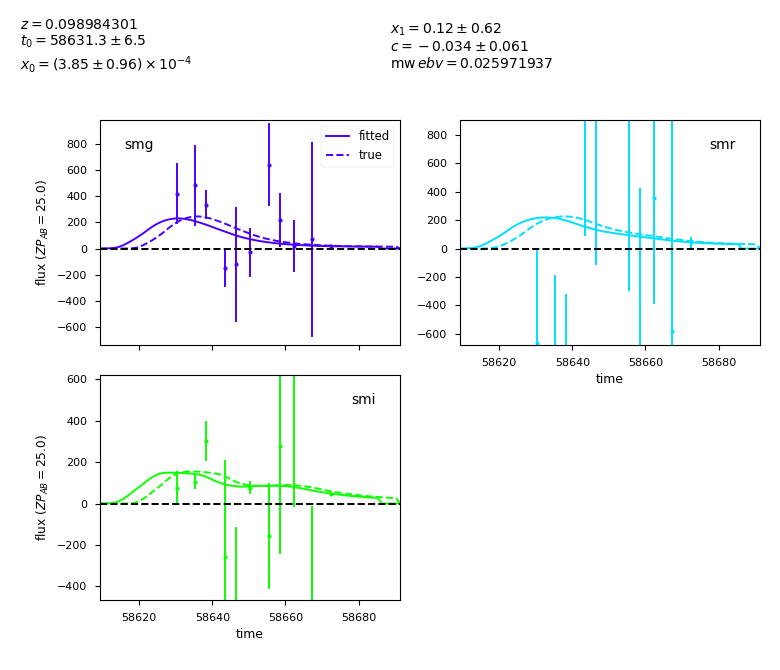 z = 0.098984301
t₀ = 58631.3 ± 6.5
x₀ = (3.85 ± 0.96) × 10⁻⁴
x₁ = 0.12 ± 0.62
c = −0.034 ± 0.061
mw ebv = 0.025971937
smg
fitted
true
800
600
400
200
0
−200
−400
−600
flux (ZP_AB = 25.0)
smr
800
600
400
200
0
−200
−400
−600
58620 58640 58660 58680
time
smi
600
400
200
0
−200
−400
flux (ZP_AB = 25.0)
58620 58640 58660 58680
time